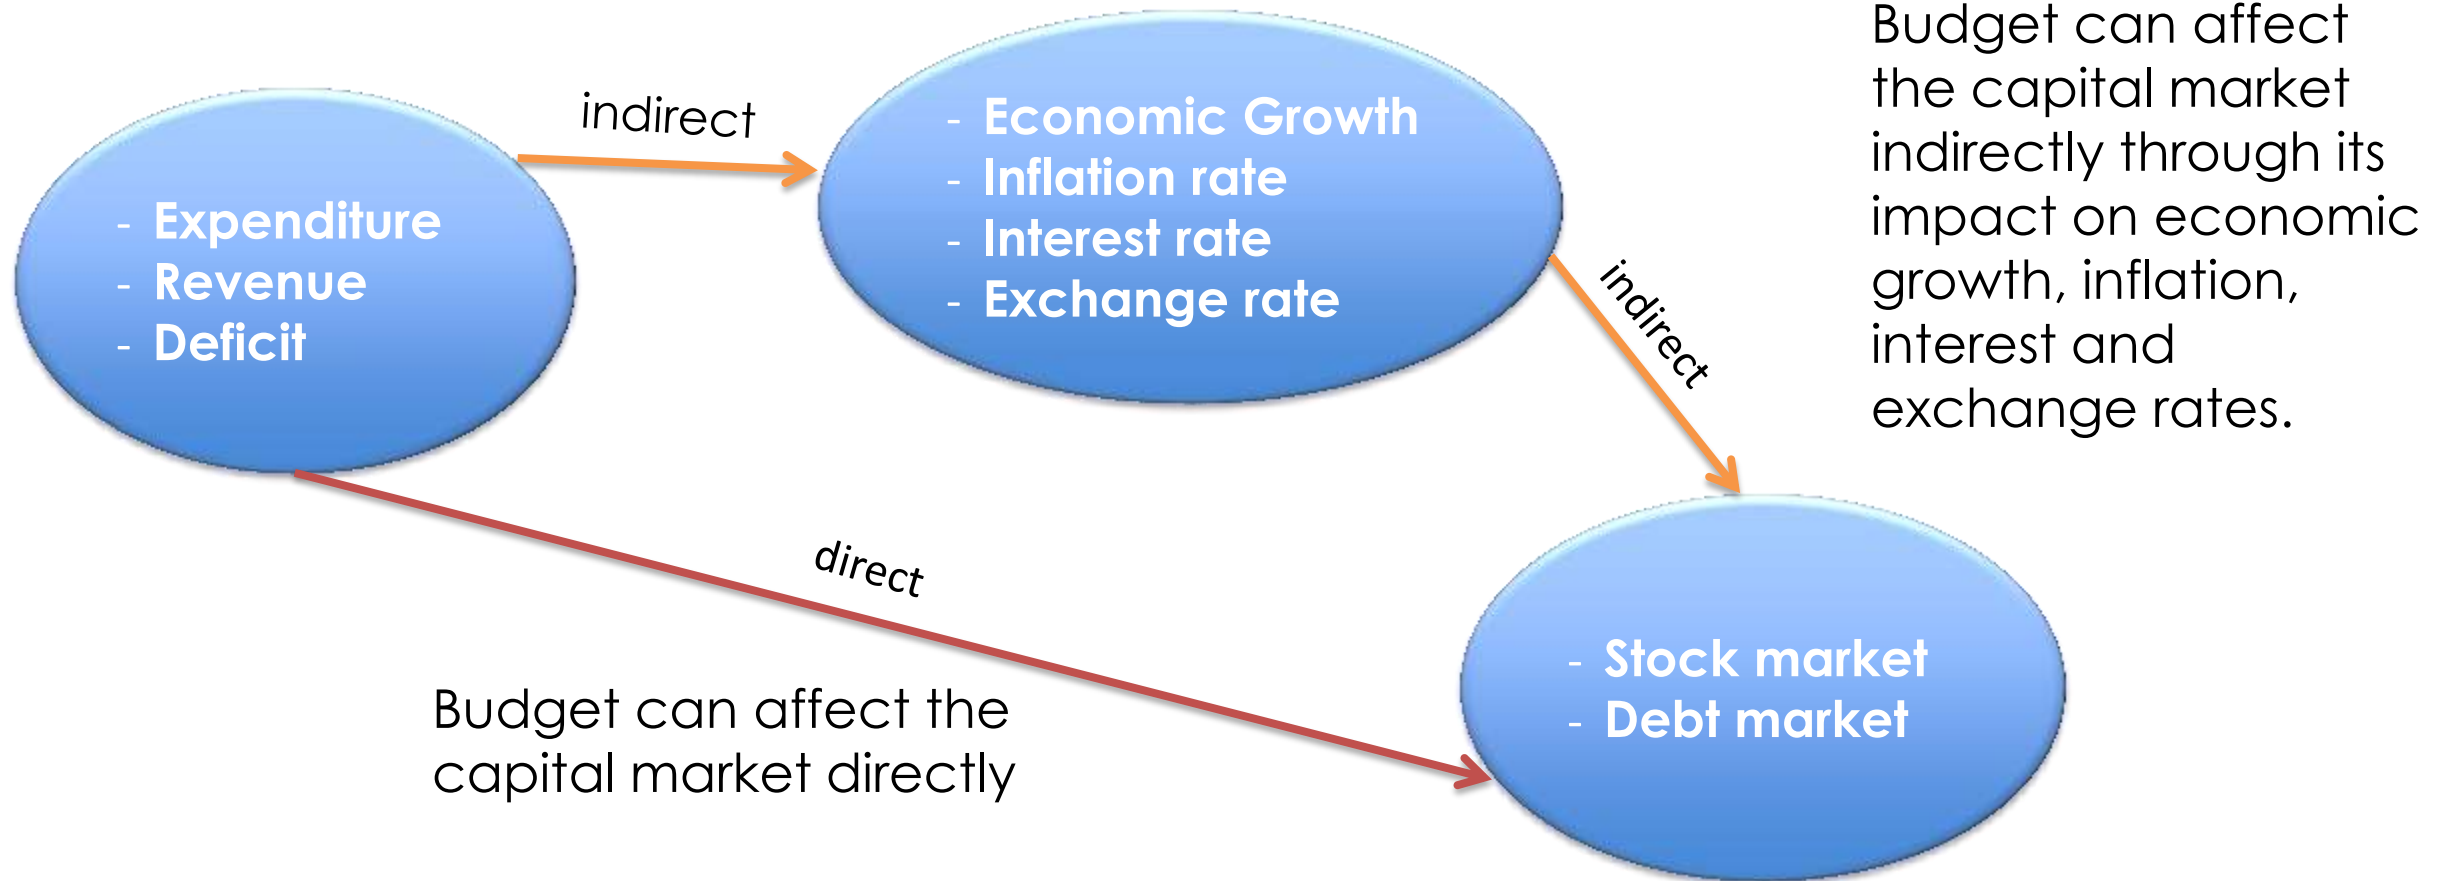 indirect
- Expenditure
- Revenue
- Deficit
- Economic Growth
- Inflation rate
- Interest rate
- Exchange rate
indirect
Budget can affect
the capital market
indirectly through its
impact on economic
growth, inflation,
interest and
exchange rates.
direct
Budget can affect the
capital market directly
- Stock market
- Debt market